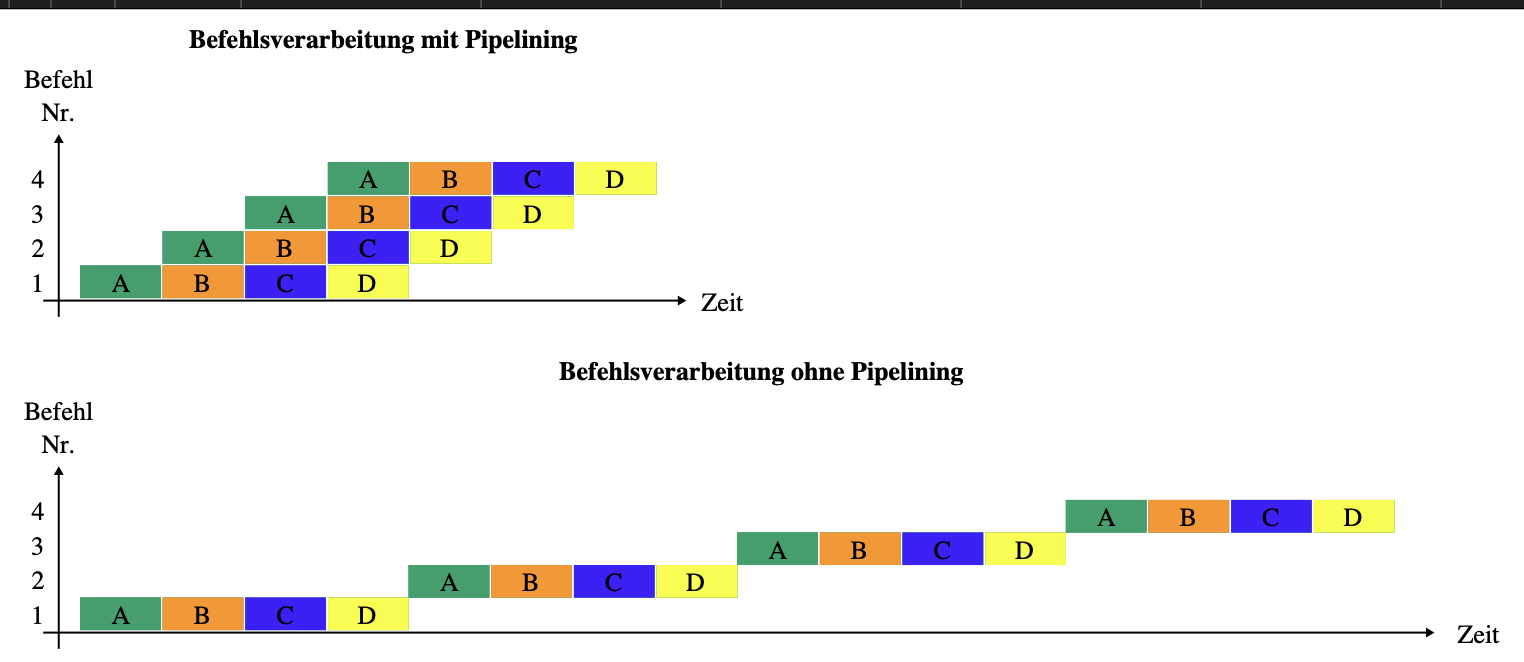 Befehlsverarbeitung mit Pipelining
Befehl
Nr.
4 A B C D
3 A B C D
2 A B C D
1 A B C D
Zeit
Befehlsverarbeitung ohne Pipelining
Befehl
Nr.
4 A B C D
3 A B C D
2 A B C D
1 A B C D
Zeit